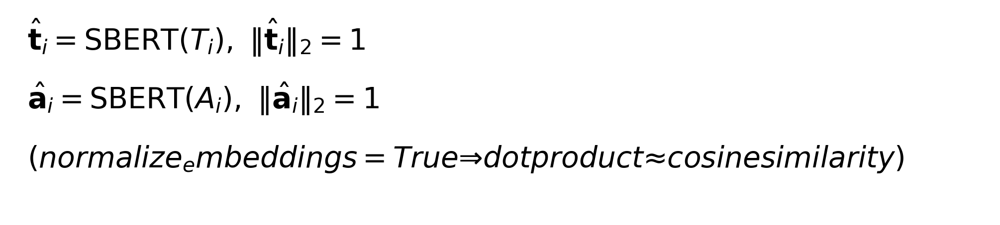 t̂ᵢ = SBERT(Tᵢ), ‖t̂ᵢ‖₂ = 1
âᵢ = SBERT(Aᵢ), ‖âᵢ‖₂ = 1
(normalizeₑmbeddings = True⇒dotproduct≈cosinesimilarity)